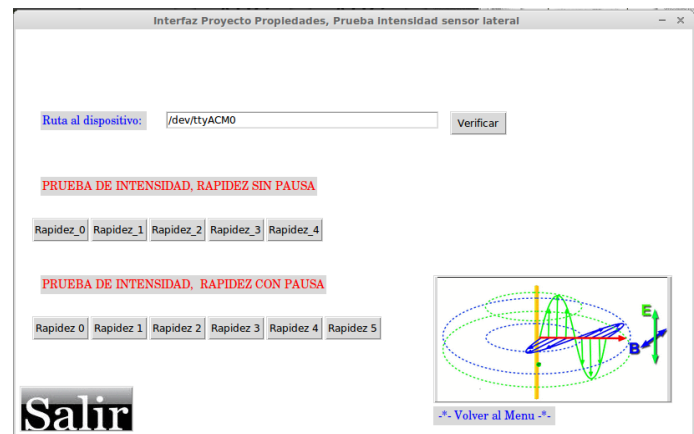 Interfaz Proyecto Propiedades, Prueba intensidad sensor lateral
Ruta al dispositivo: /dev/ttyACM0 Verificar
PRUEBA DE INTENSIDAD, RAPIDEZ SIN PAUSA
Rapidez_0 Rapidez_1 Rapidez_2 Rapidez_3 Rapidez_4
PRUEBA DE INTENSIDAD, RAPIDEZ CON PAUSA
Rapidez 0 Rapidez 1 Rapidez 2 Rapidez 3 Rapidez 4 Rapidez 5
E
B
Salir
-*- Volver al Menu -*-